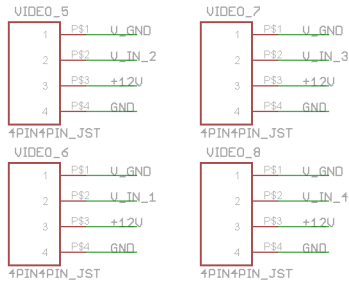 VIDEO_5
1 P$1 V_GND
2 P$2 V_IN_2
3 P$3 +12V
4 P$4 GND
4PIN4PIN_JST
VIDEO_7
1 P$1 V_GND
2 P$2 V_IN_3
3 P$3 +12V
4 P$4 GND
4PIN4PIN_JST
VIDEO_6
1 P$1 V_GND
2 P$2 V_IN_1
3 P$3 +12V
4 P$4 GND
4PIN4PIN_JST
VIDEO_8
1 P$1 V_GND
2 P$2 V_IN_4
3 P$3 +12V
4 P$4 GND
4PIN4PIN_JST